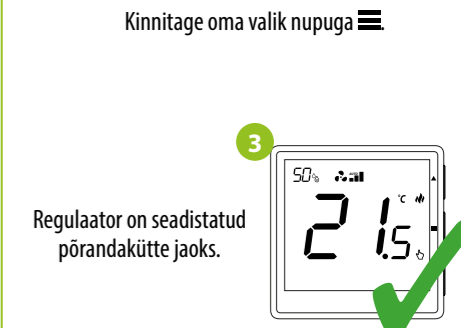 Kinnitage oma valik nupuga ☰.
3
50%
°C
21.5
Regulaator on seadistatud
põrandakütte jaoks.